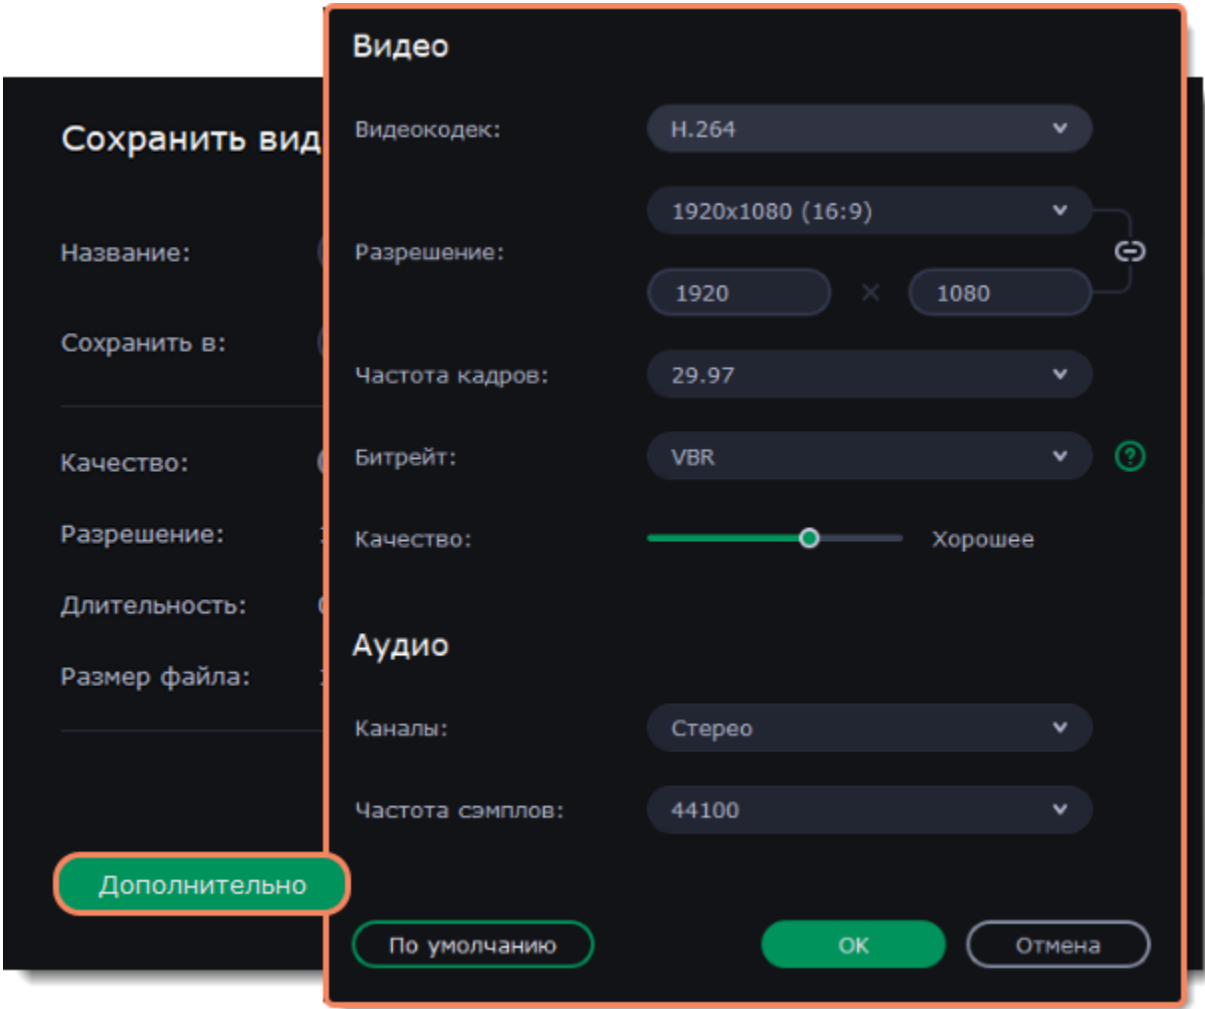 Сохранить вид
Название:
Сохранить в:
Качество:
Разрешение:
Длительность:
Размер файла:
Дополнительно
Видео
Видеокодек: H.264
1920x1080 (16:9)
Разрешение:
1920 × 1080
Частота кадров: 29.97
Битрейт: VBR ?
Качество: Хорошее
Аудио
Каналы: Стерео
Частота сэмплов: 44100
По умолчанию OK Отмена